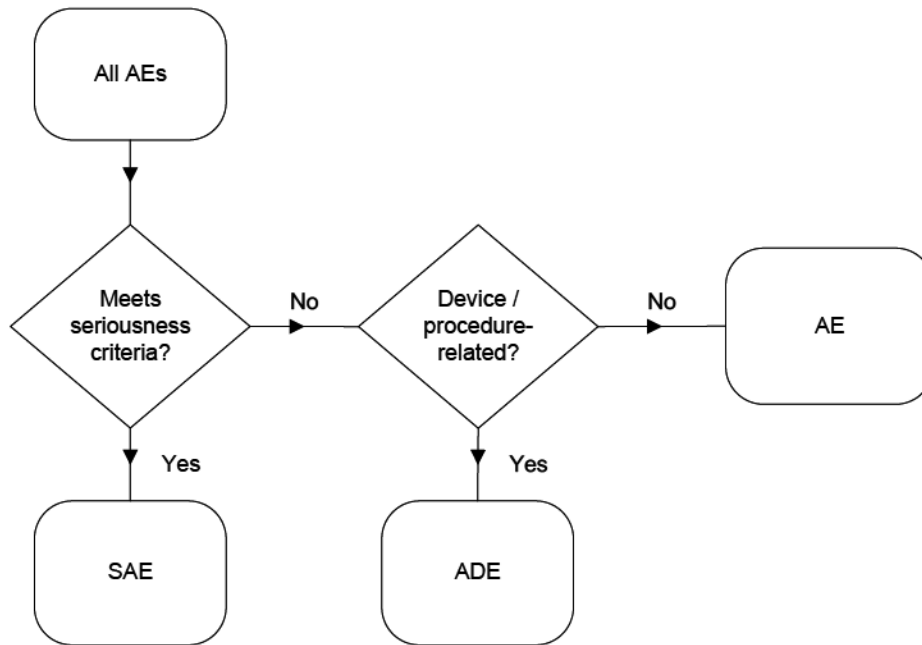 All AEs
Meets
seriousness
criteria?
No
Device /
procedure-
related?
No
AE
Yes
Yes
SAE
ADE